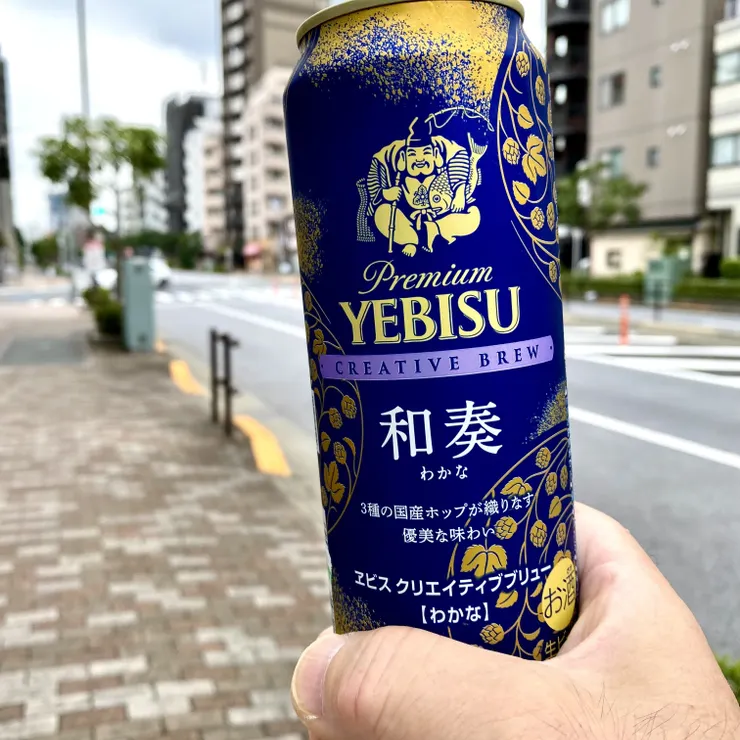 Premium
YEBISU
CREATIVE BREW
和奏
わかな
3種の国産ホップが織りなす
優美な味わい
ヱビス クリエイティブブリュー
【わかな】
お酒
生ビ